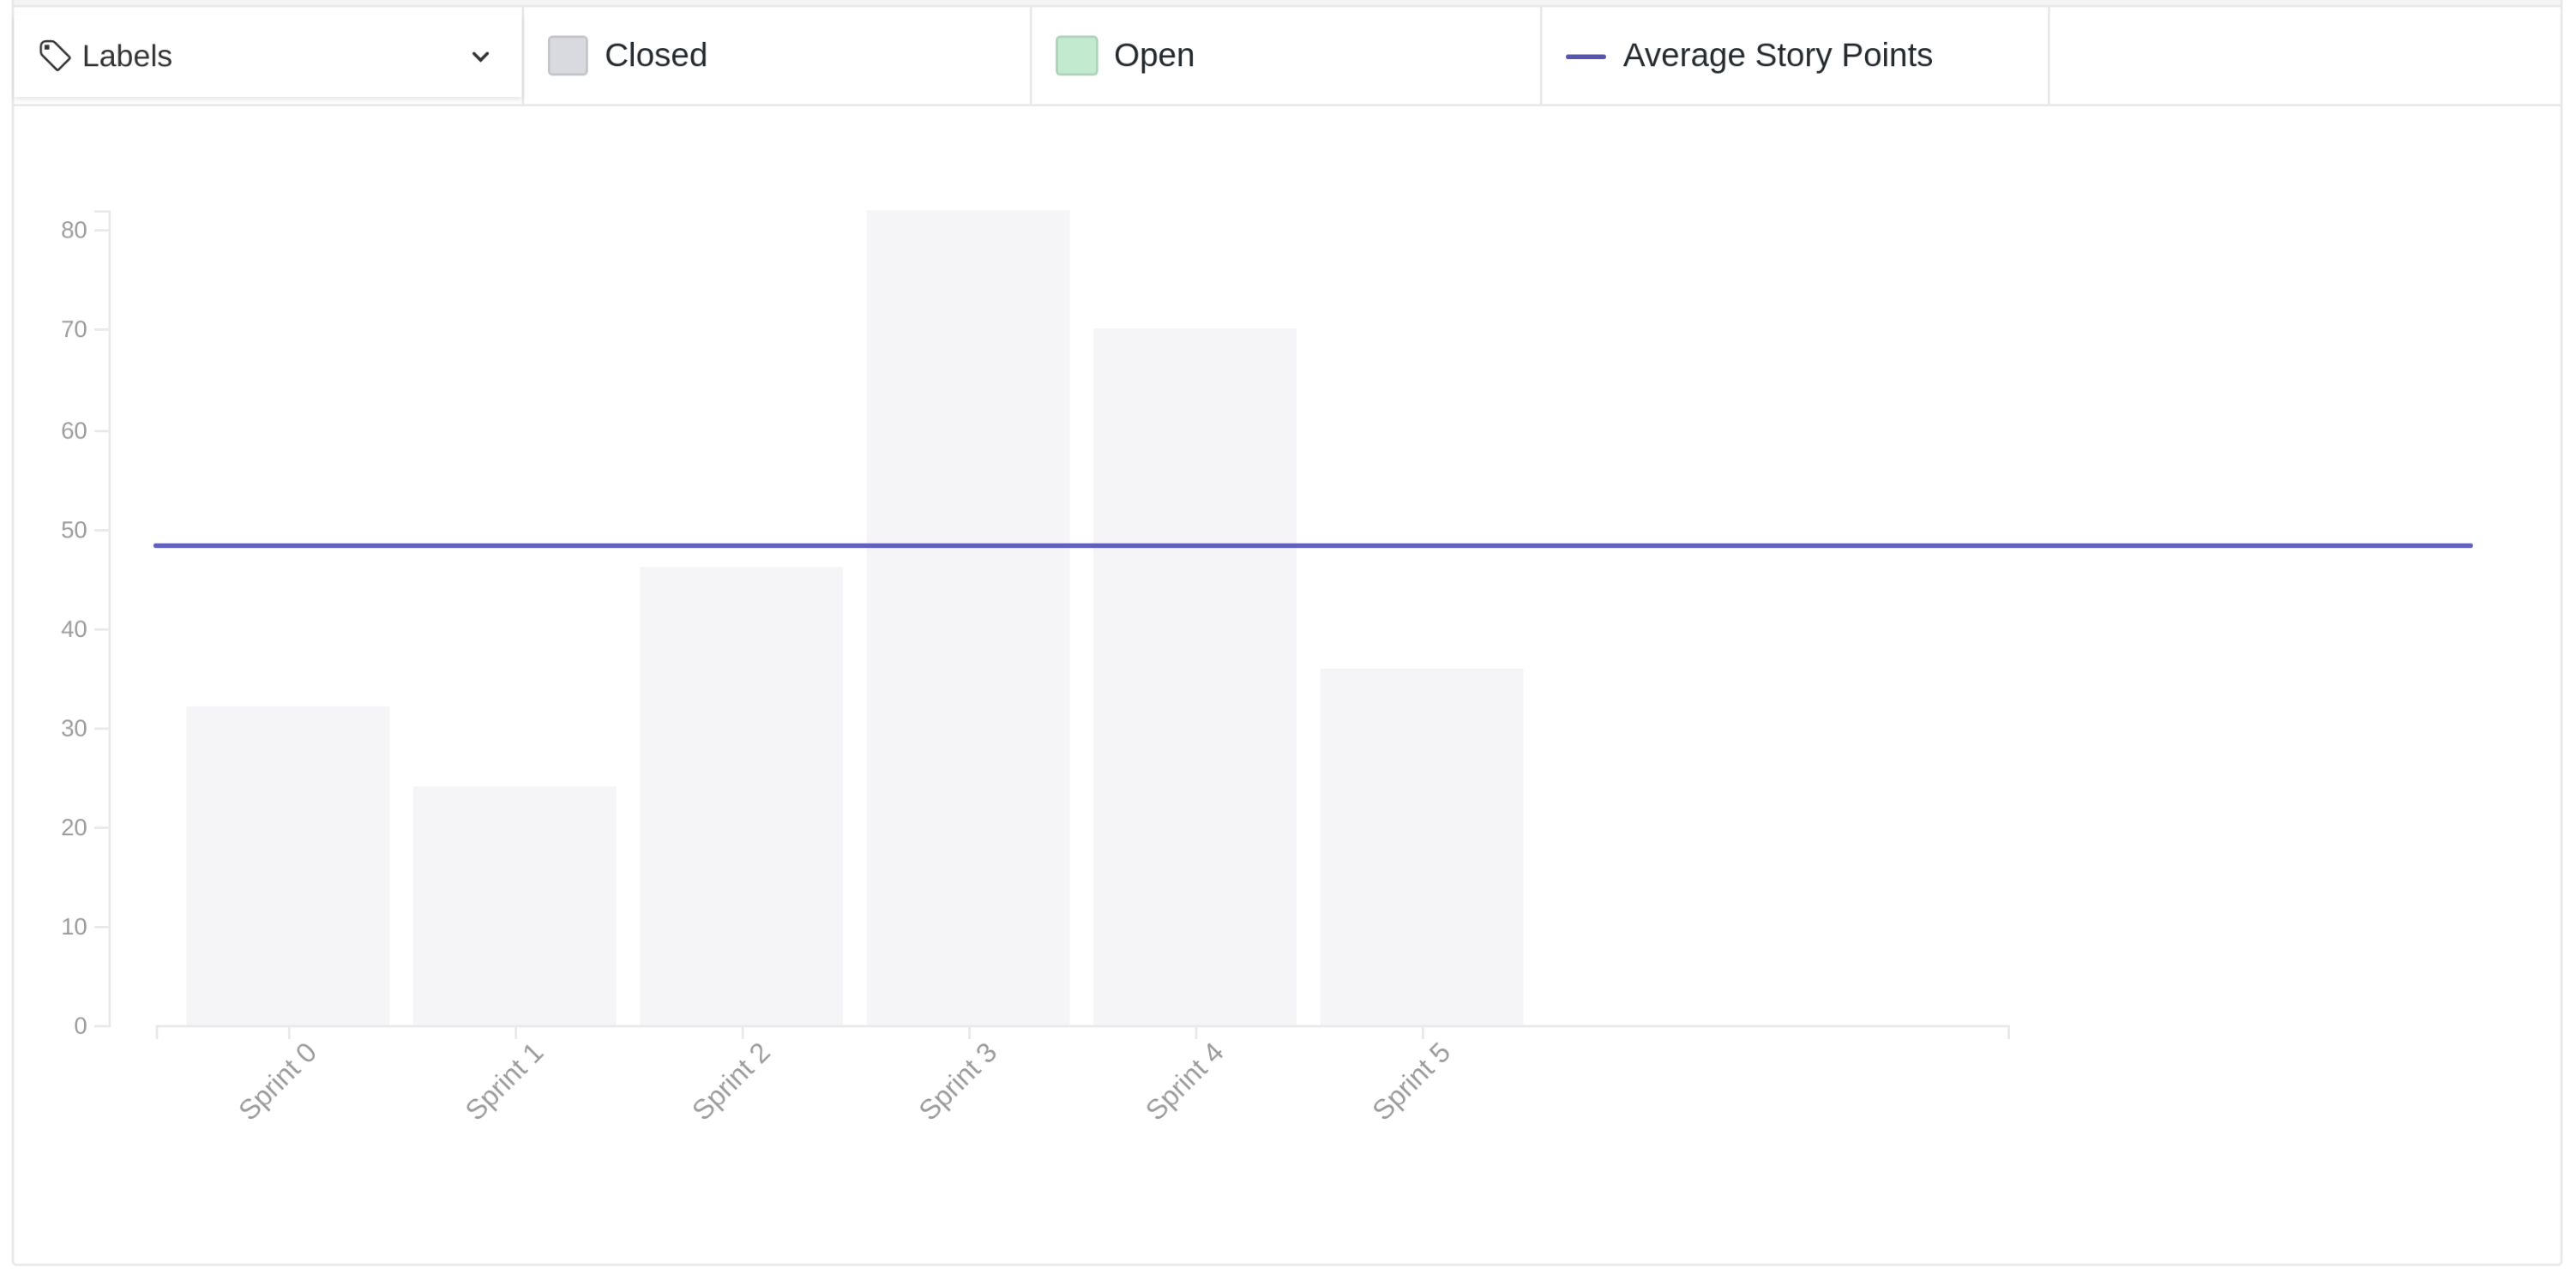 Labels
Closed
Open
Average Story Points
80
70
60
50
40
30
20
10
0
Sprint 0
Sprint 1
Sprint 2
Sprint 3
Sprint 4
Sprint 5